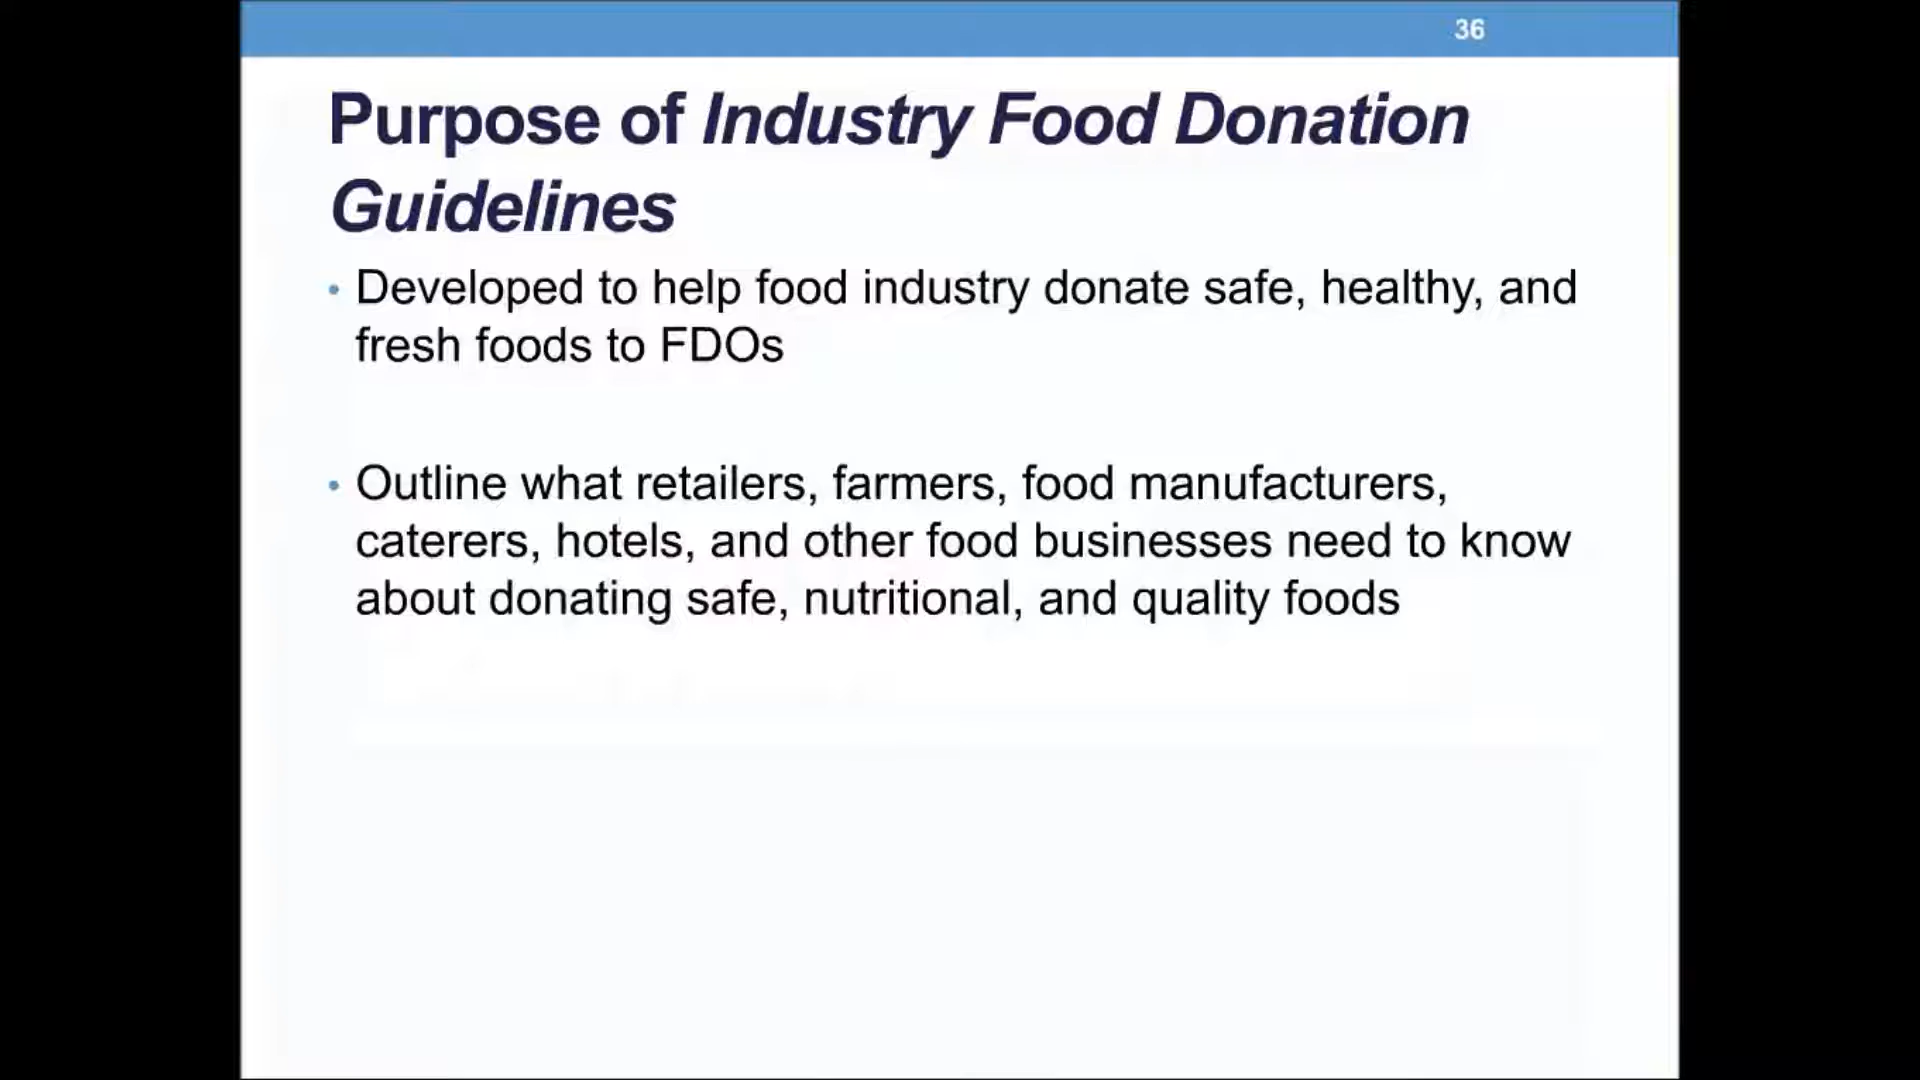 36
Purpose of Industry Food Donation
Guidelines
• Developed to help food industry donate safe, healthy, and
fresh foods to FDOs
• Outline what retailers, farmers, food manufacturers,
caterers, hotels, and other food businesses need to know
about donating safe, nutritional, and quality foods